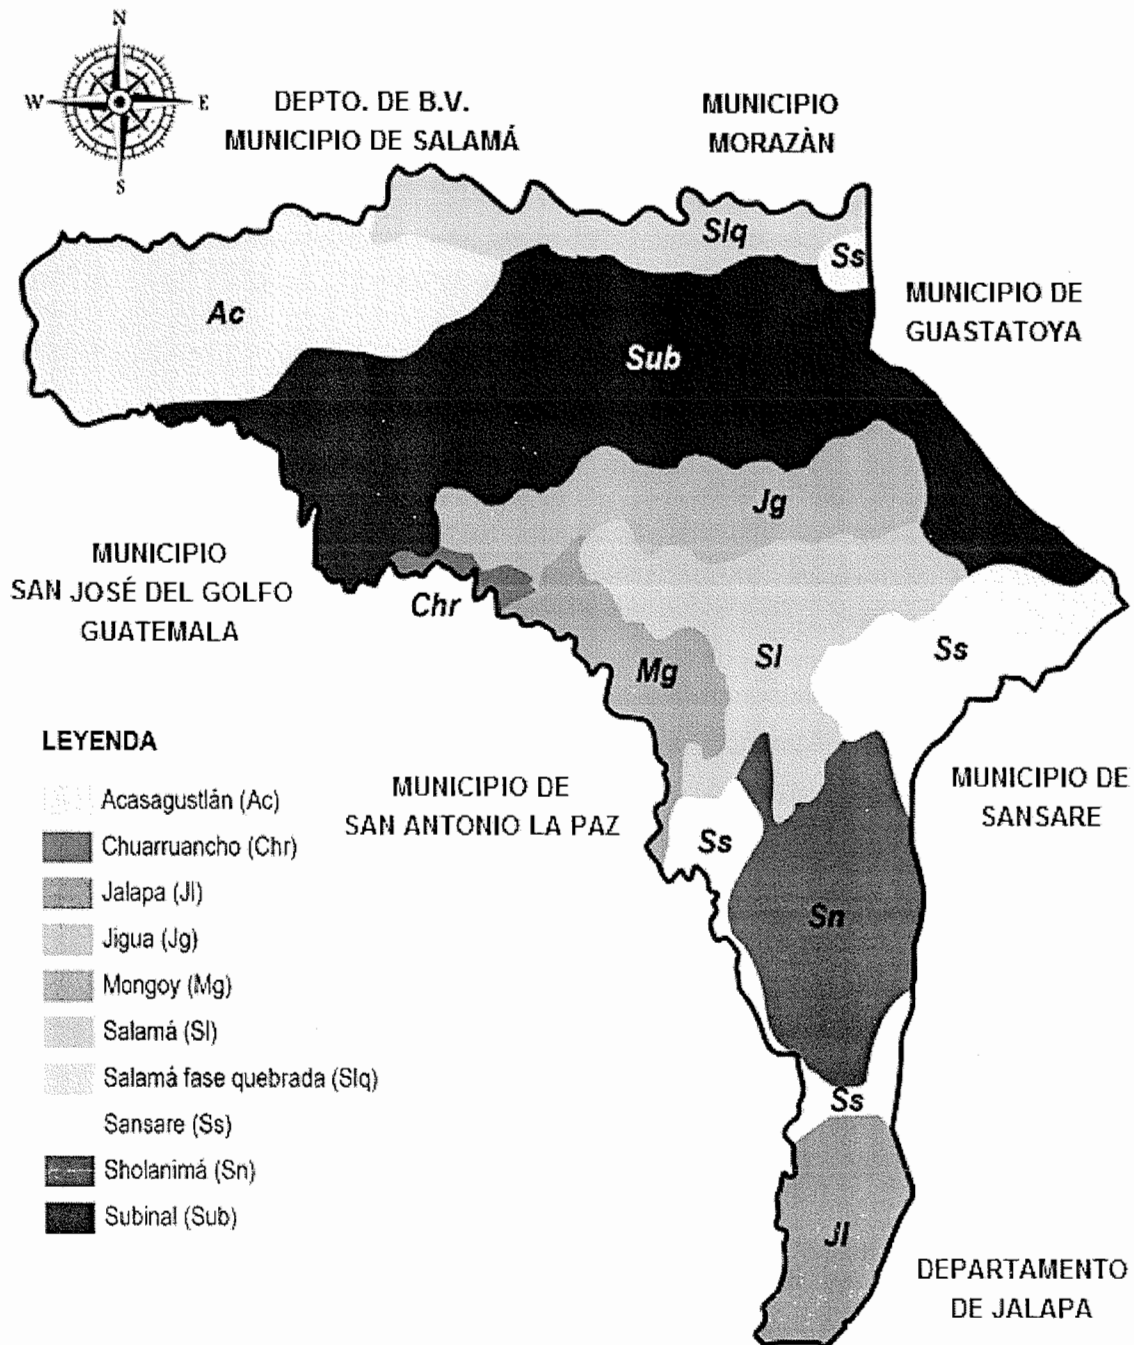 N
W E
S
DEPTO. DE B.V.
MUNICIPIO DE SALAMÁ
MUNICIPIO
MORAZÀN
Slq
Ss
Ac
MUNICIPIO DE
GUASTATOYA
Sub
Jg
MUNICIPIO
SAN JOSÉ DEL GOLFO
GUATEMALA
Chr
Mg
Sl
Ss
LEYENDA
Acasagustlán (Ac)
Chuarruancho (Chr)
Jalapa (Jl)
Jigua (Jg)
Mongoy (Mg)
Salamá (Sl)
Salamá fase quebrada (Slq)
Sansare (Ss)
Sholanimá (Sn)
Subinal (Sub)
MUNICIPIO DE
SAN ANTONIO LA PAZ
MUNICIPIO DE
SANSARE
Ss
Sn
Ss
Jl
DEPARTAMENTO
DE JALAPA